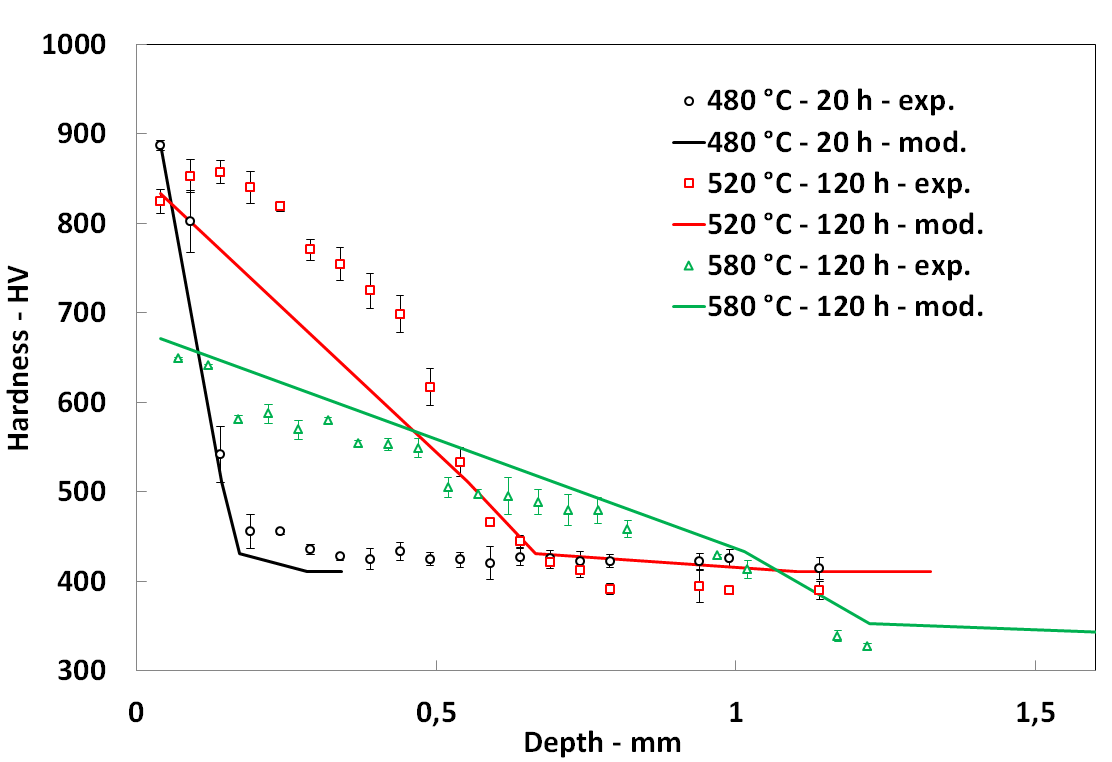 1000
900
800
700
600
500
400
300
Hardness - HV
480 °C - 20 h - exp.
480 °C - 20 h - mod.
520 °C - 120 h - exp.
520 °C - 120 h - mod.
580 °C - 120 h - exp.
580 °C - 120 h - mod.
0
0,5
1
1,5
Depth - mm